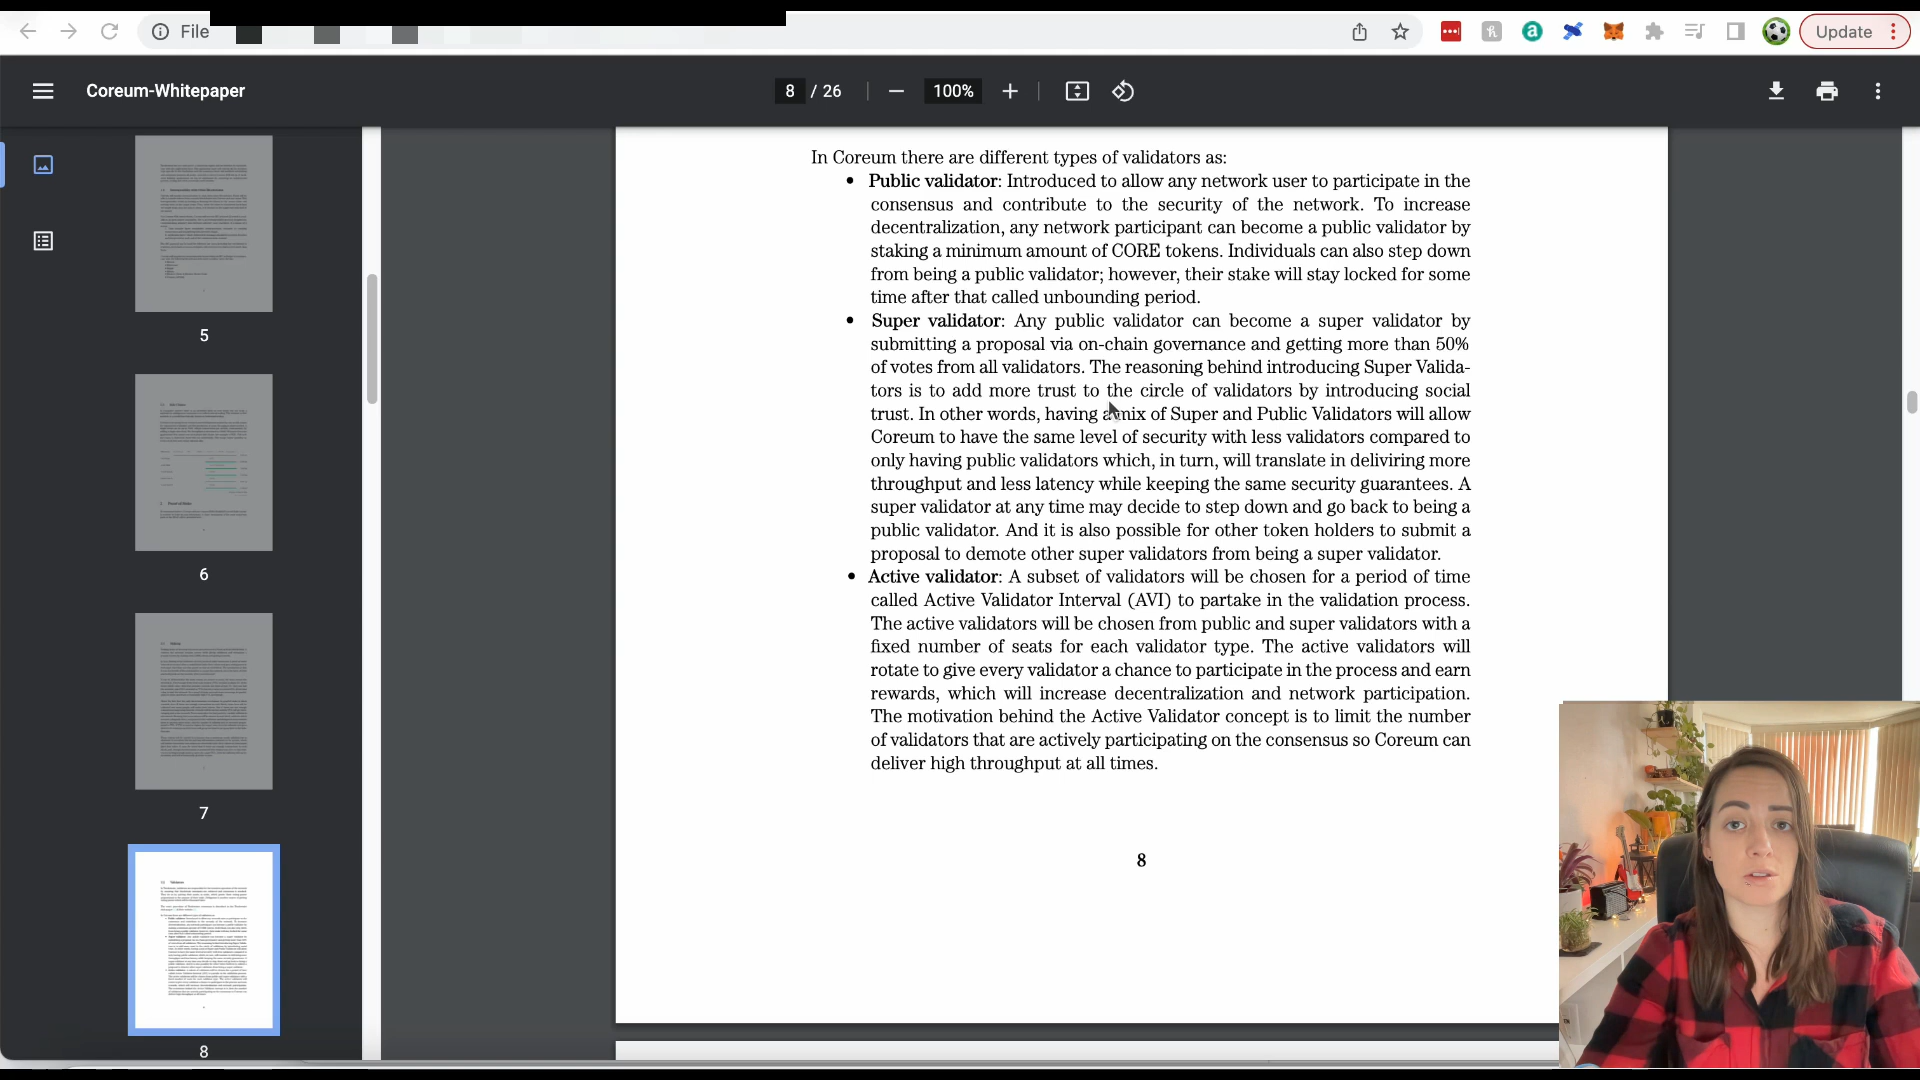 File
Update
Coreum-Whitepaper
8 / 26
100%
In Coreum there are different types of validators as:
• Public validator: Introduced to allow any network user to participate in the
consensus and contribute to the security of the network. To increase
decentralization, any network participant can become a public validator by
staking a minimum amount of CORE tokens. Individuals can also step down
from being a public validator; however, their stake will stay locked for some
time after that called unbounding period.
• Super validator: Any public validator can become a super validator by
submitting a proposal via on-chain governance and getting more than 50%
of votes from all validators. The reasoning behind introducing Super Valida-
tors is to add more trust to the circle of validators by introducing social
trust. In other words, having a mix of Super and Public Validators will allow
Coreum to have the same level of security with less validators compared to
only having public validators which, in turn, will translate in deliviring more
throughput and less latency while keeping the same security guarantees. A
super validator at any time may decide to step down and go back to being a
public validator. And it is also possible for other token holders to submit a
proposal to demote other super validators from being a super validator.
• Active validator: A subset of validators will be chosen for a period of time
called Active Validator Interval (AVI) to partake in the validation process.
The active validators will be chosen from public and super validators with a
fixed number of seats for each validator type. The active validators will
rotate to give every validator a chance to participate in the process and earn
rewards, which will increase decentralization and network participation.
The motivation behind the Active Validator concept is to limit the number
of validators that are actively participating on the consensus so Coreum can
deliver high throughput at all times.
8
5
6
7
8